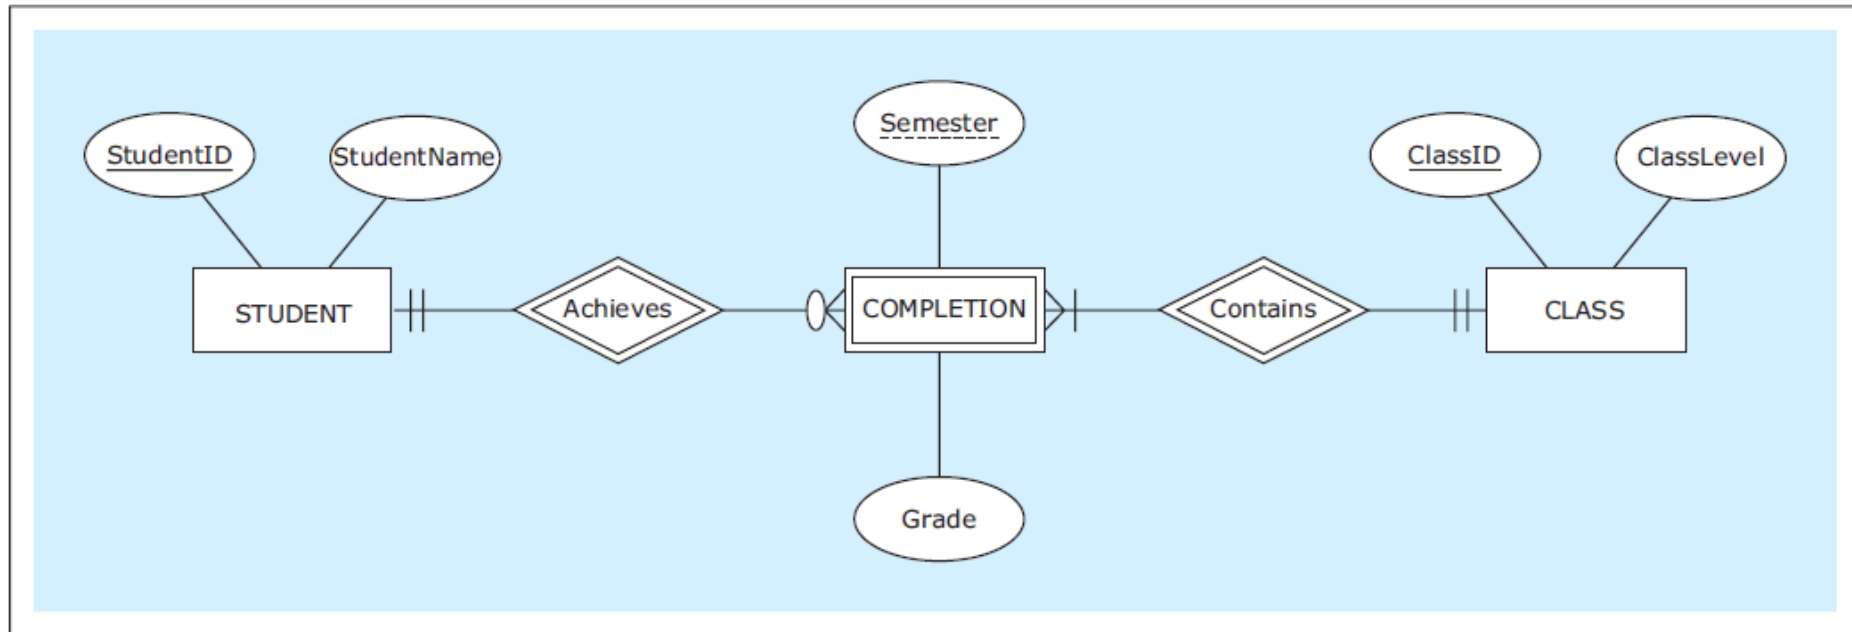 Semester
StudentID
StudentName
ClassID
ClassLevel
STUDENT
Achieves
COMPLETION
Contains
CLASS
Grade